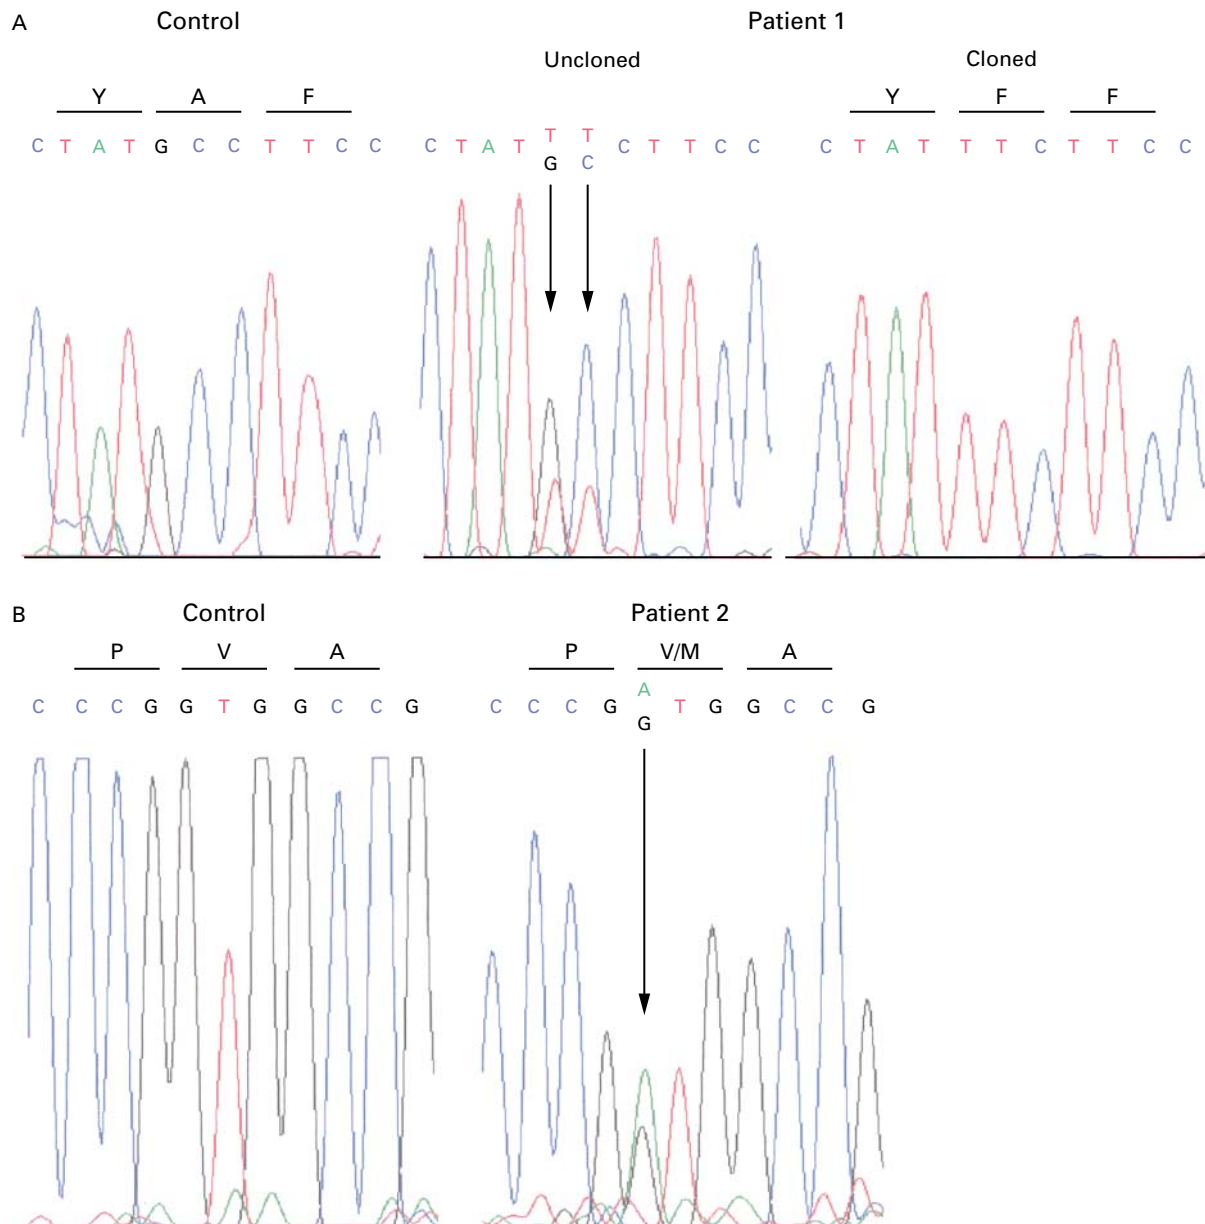 A Control Patient 1
Uncloned Cloned
Y A F Y F F
C T A T G C C T T C C C T A T T T C T T C C C T A T T T C T T C C
G C
B Control Patient 2
P V A P V/M A
A
C C C G G T G G C C G C C C G T G G C C G
G